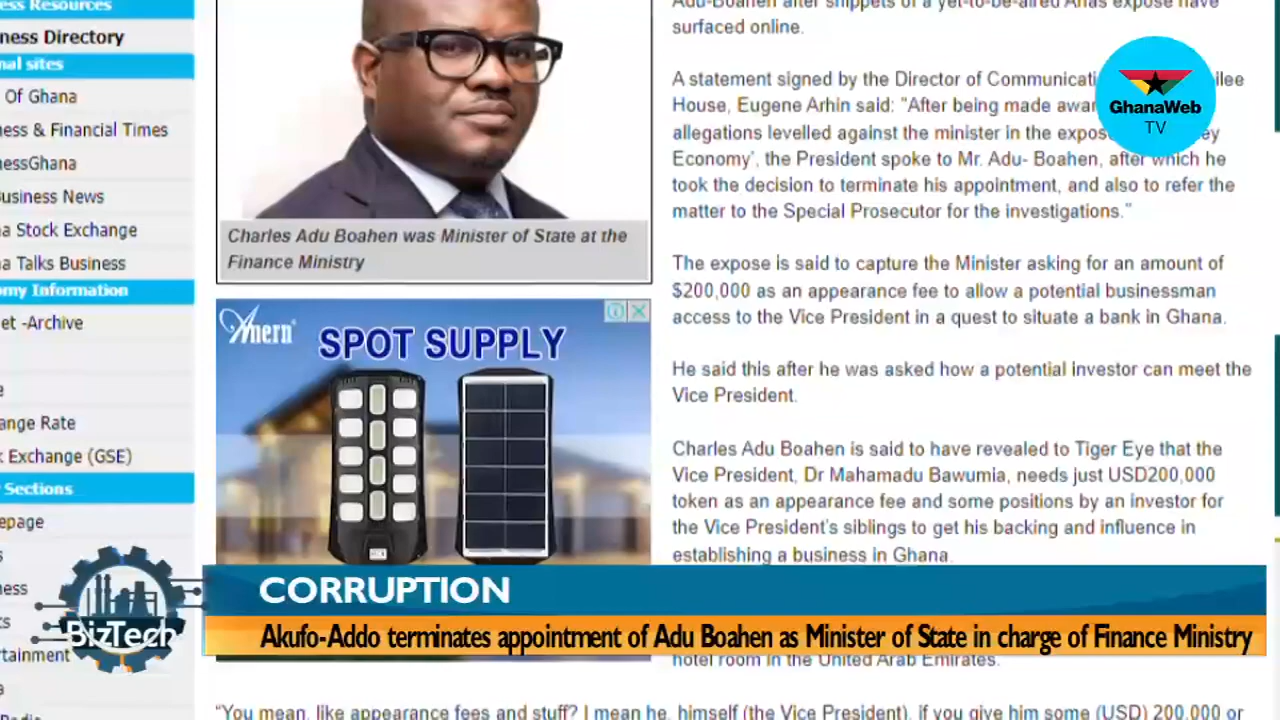 ess Resources
ness Directory
nal sites
Of Ghana
ness & Financial Times
nessGhana
Business News
a Stock Exchange
a Talks Business
omy Information
et -Archive
e
ange Rate
k Exchange (GSE)
Sections
epage
s
ness
ts
rtainment
a
Radio
Charles Adu Boahen was Minister of State at the
Finance Ministry
Anern
SPOT SUPPLY
Adu-Boahen after snippets of a yet-to-be-aired Anas expose have
surfaced online.
A statement signed by the Director of Communicati ilee
House, Eugene Arhin said: "After being made awar
allegations levelled against the minister in the expos ey
Economy', the President spoke to Mr. Adu- Boahen, after which he
took the decision to terminate his appointment, and also to refer the
matter to the Special Prosecutor for the investigations."
The expose is said to capture the Minister asking for an amount of
$200,000 as an appearance fee to allow a potential businessman
access to the Vice President in a quest to situate a bank in Ghana.
He said this after he was asked how a potential investor can meet the
Vice President.
Charles Adu Boahen is said to have revealed to Tiger Eye that the
Vice President, Dr Mahamadu Bawumia, needs just USD200,000
token as an appearance fee and some positions by an investor for
the Vice President's siblings to get his backing and influence in
establishing a business in Ghana.
hotel room in the United Arab Emirates.
"You mean, like appearance fees and stuff? I mean he, himself (the Vice President), if you give him some (USD) 200,000 or
GhanaWeb
TV
BizTech
CORRUPTION
Akufo-Addo terminates appointment of Adu Boahen as Minister of State in charge of Finance Ministry